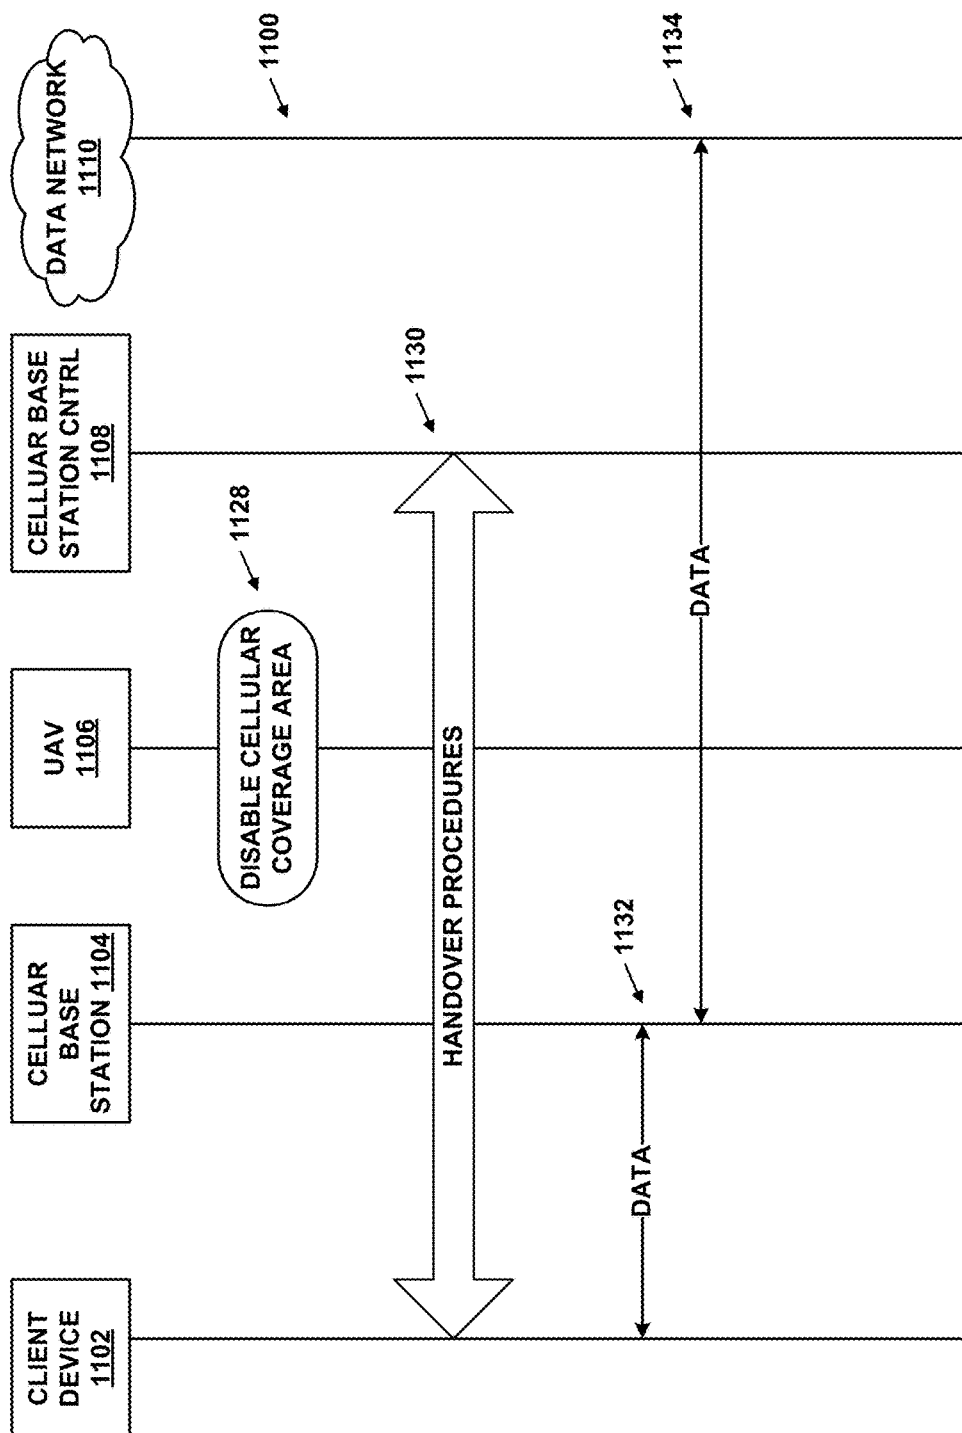 CLIENT
DEVICE
1102
CELLUAR
BASE
STATION 1104
UAV
1106
CELLUAR BASE
STATION CNTRL
1108
DATA NETWORK
1110
1100
DISABLE CELLULAR
COVERAGE AREA
1128
HANDOVER PROCEDURES
1130
DATA
1132
DATA
1134